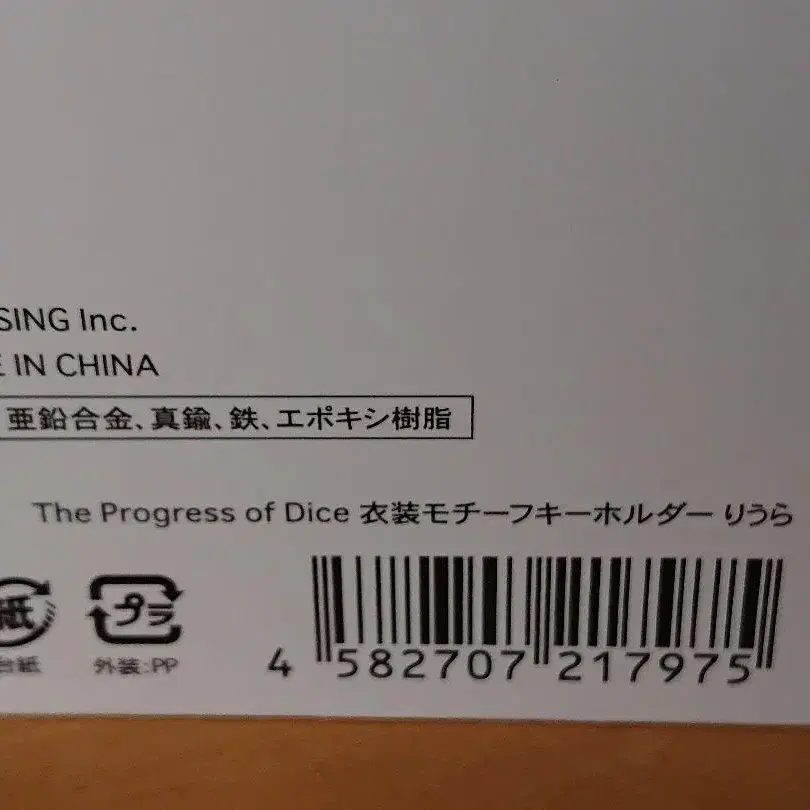 SING Inc.
E IN CHINA
亜鉛合金、真鍮、鉄、エポキシ樹脂
The Progress of Dice 衣装モチーフキーホルダー りうら
紙 プラ
台紙 外装:PP
4 582707 217975